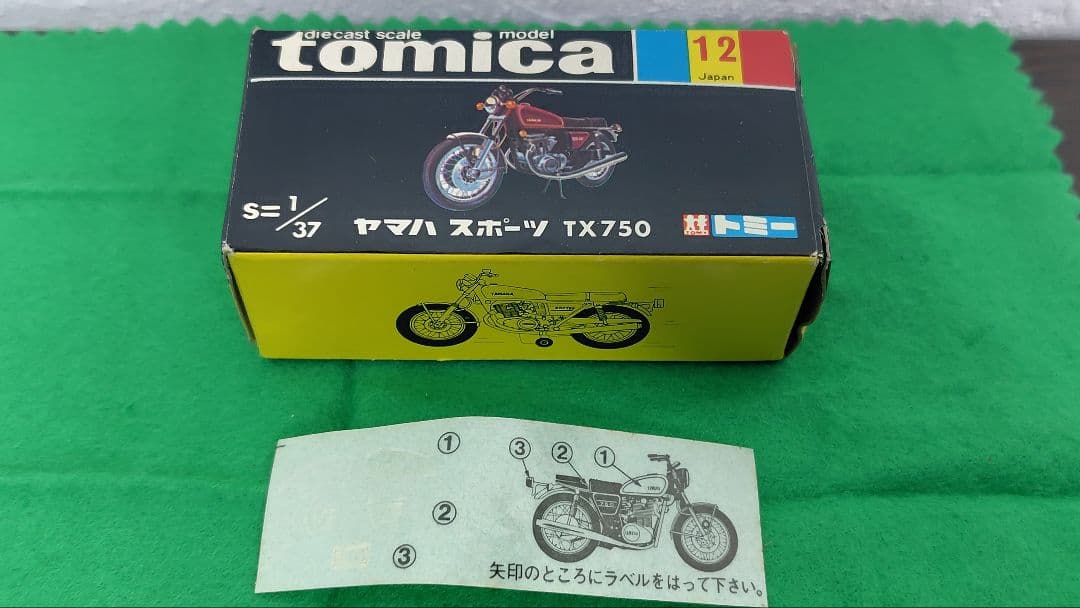 diecast scale model
tomica
12
Japan
S=1/37
ヤマハ スポーツ TX750
TOMY
トミー
YAMAHA
①
②
③
③ ② ①
矢印のところにラベルをはって下さい。